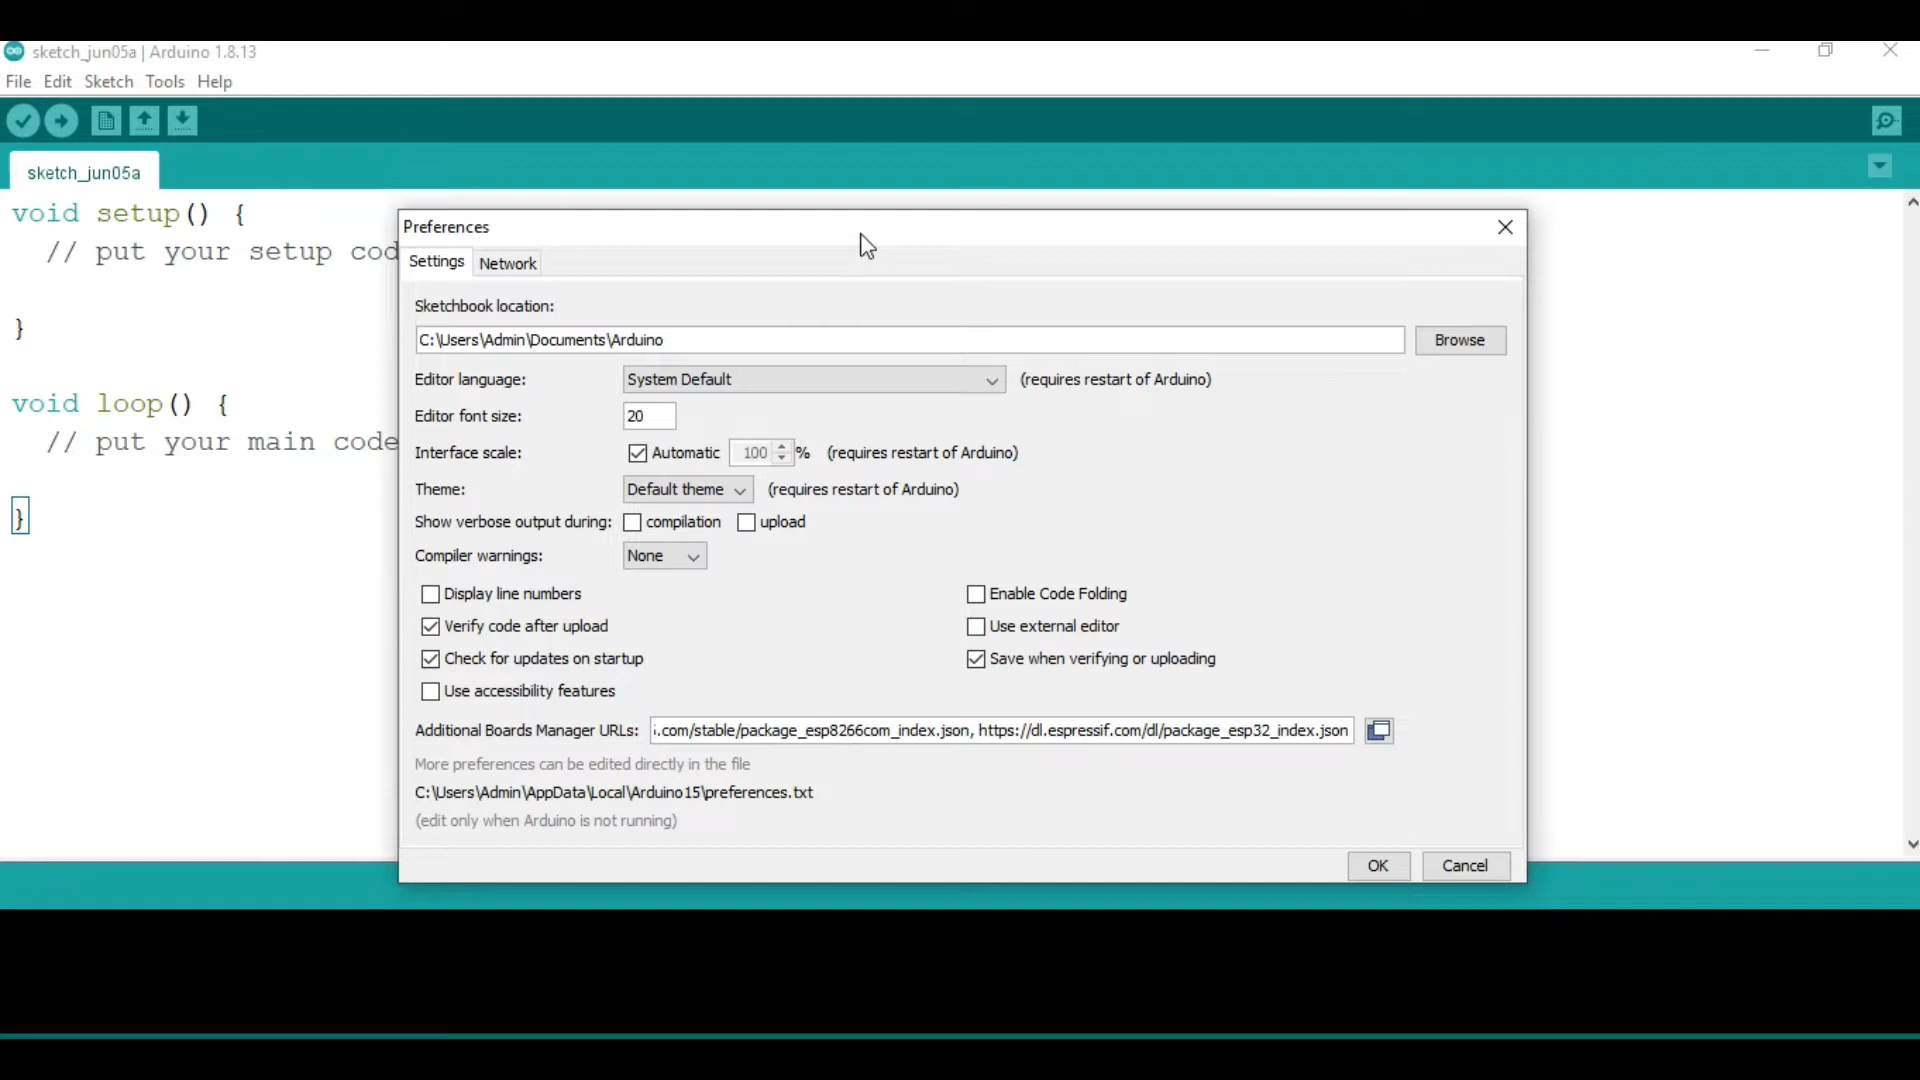 sketch_jun05a | Arduino 1.8.13
File Edit Sketch Tools Help
sketch_jun05a
void setup() {
// put your setup cod
}
void loop() {
// put your main code
}
Preferences
Settings Network
Sketchbook location:
C:\Users\Admin\Documents\Arduino Browse
Editor language: System Default (requires restart of Arduino)
Editor font size: 20
Interface scale: Automatic 100 % (requires restart of Arduino)
Theme: Default theme (requires restart of Arduino)
Show verbose output during: compilation upload
Compiler warnings: None
Display line numbers Enable Code Folding
Verify code after upload Use external editor
Check for updates on startup Save when verifying or uploading
Use accessibility features
Additional Boards Manager URLs: i.com/stable/package_esp8266com_index.json, https://dl.espressif.com/dl/package_esp32_index.json
More preferences can be edited directly in the file
C:\Users\Admin\AppData\Local\Arduino15\preferences.txt
(edit only when Arduino is not running)
OK Cancel